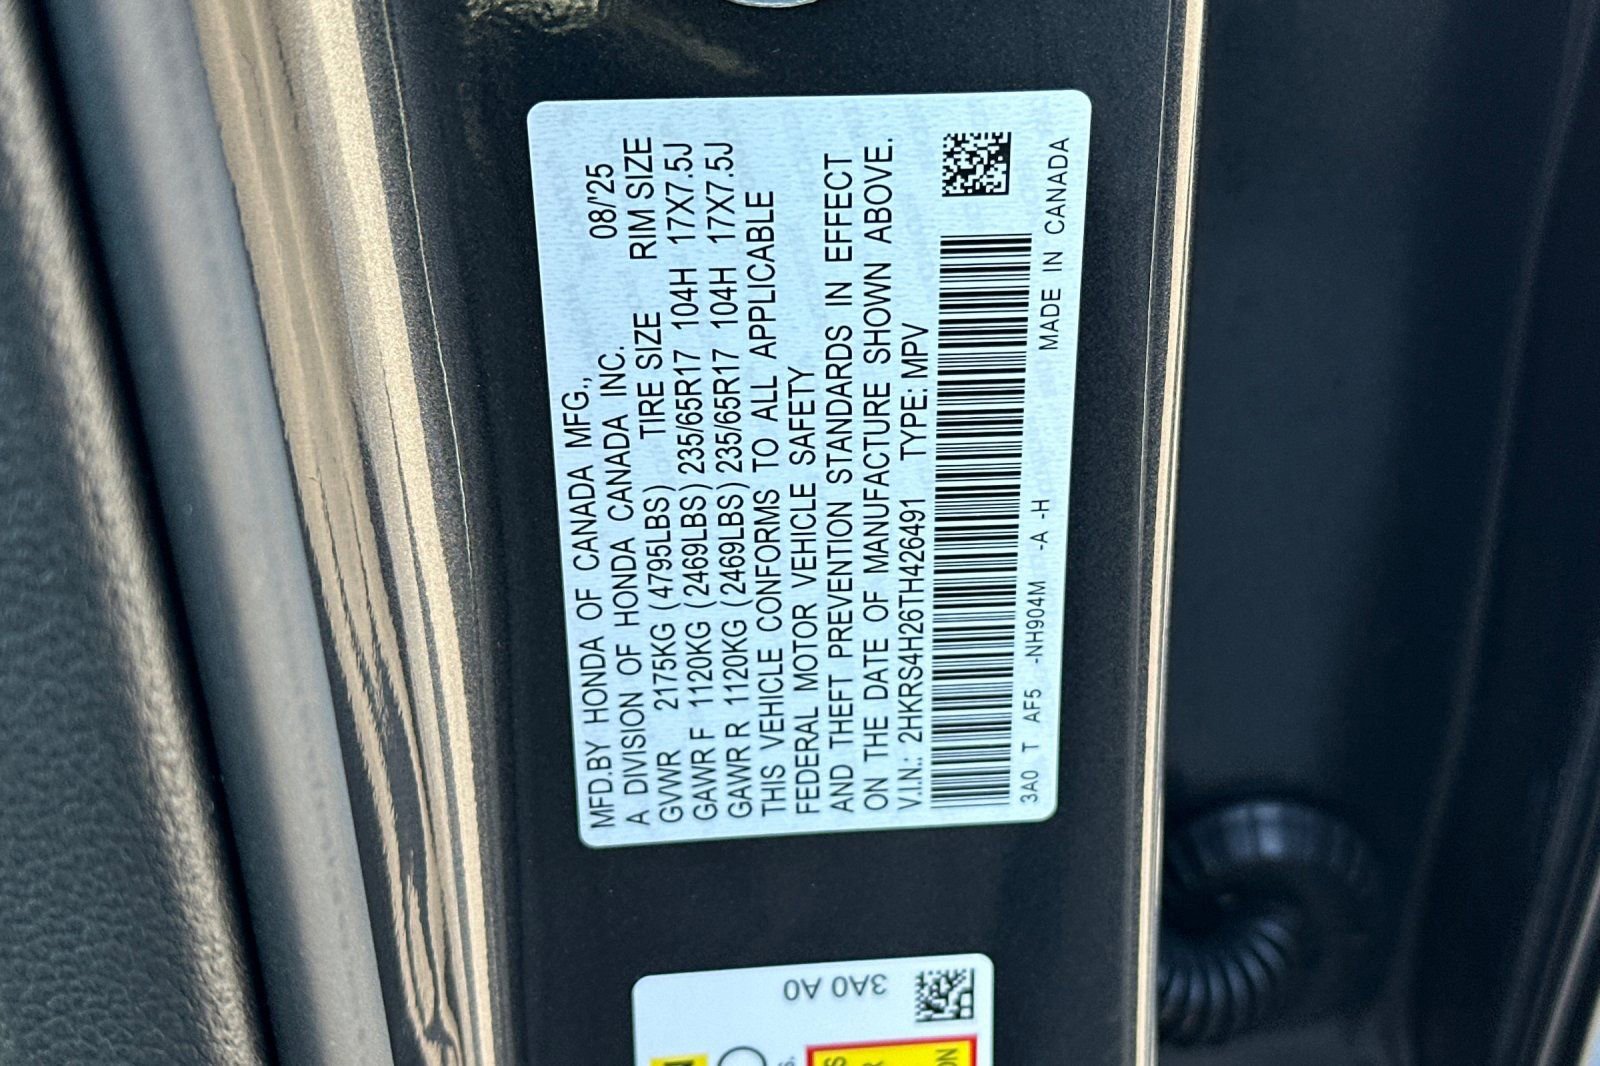 MFD.BY HONDA OF CANADA MFG.,
A DIVISION OF HONDA CANADA INC. 08/'25
GVWR 2175KG (4795LBS) TIRE SIZE RIM SIZE
GAWR F 1120KG (2469LBS) 235/65R17 104H 17X7.5J
GAWR R 1120KG (2469LBS) 235/65R17 104H 17X7.5J
THIS VEHICLE CONFORMS TO ALL APPLICABLE
FEDERAL MOTOR VEHICLE SAFETY
AND THEFT PREVENTION STANDARDS IN EFFECT
ON THE DATE OF MANUFACTURE SHOWN ABOVE.
V.I.N.: 2HKRS4H26TH426491 TYPE: MPV
3A0 T AF5 -NH904M -A -H MADE IN CANADA
3A0 A0